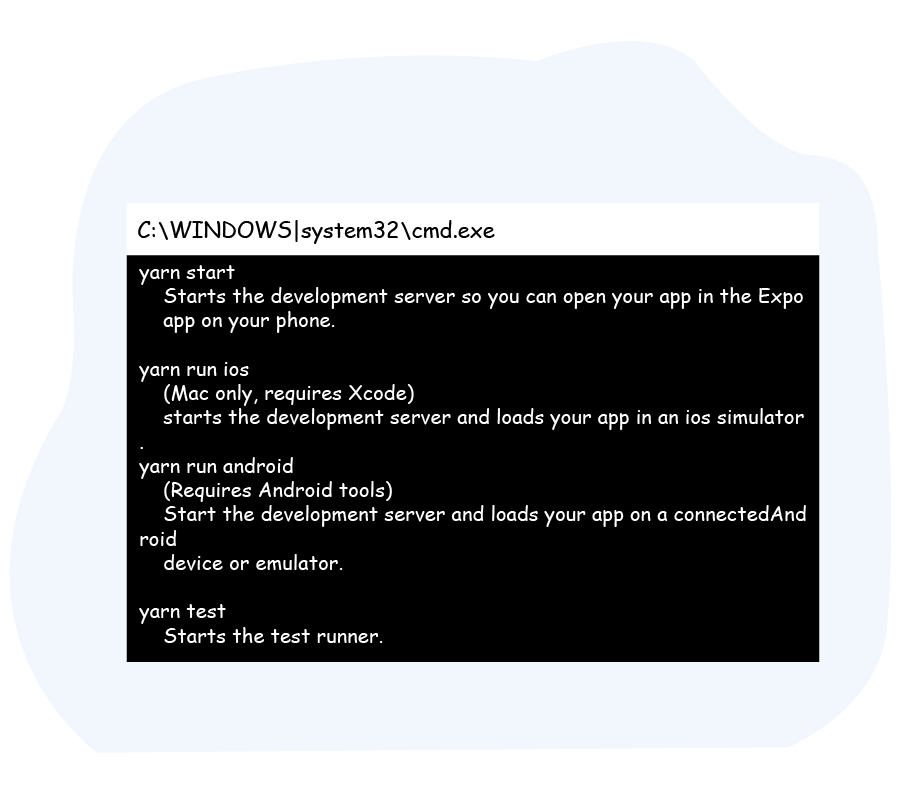 C:\WINDOWS|system32\cmd.exe
yarn start
Starts the development server so you can open your app in the Expo
app on your phone.
yarn run ios
(Mac only, requires Xcode)
starts the development server and loads your app in an ios simulator
.
yarn run android
(Requires Android tools)
Start the development server and loads your app on a connectedAnd
roid
device or emulator.
yarn test
Starts the test runner.